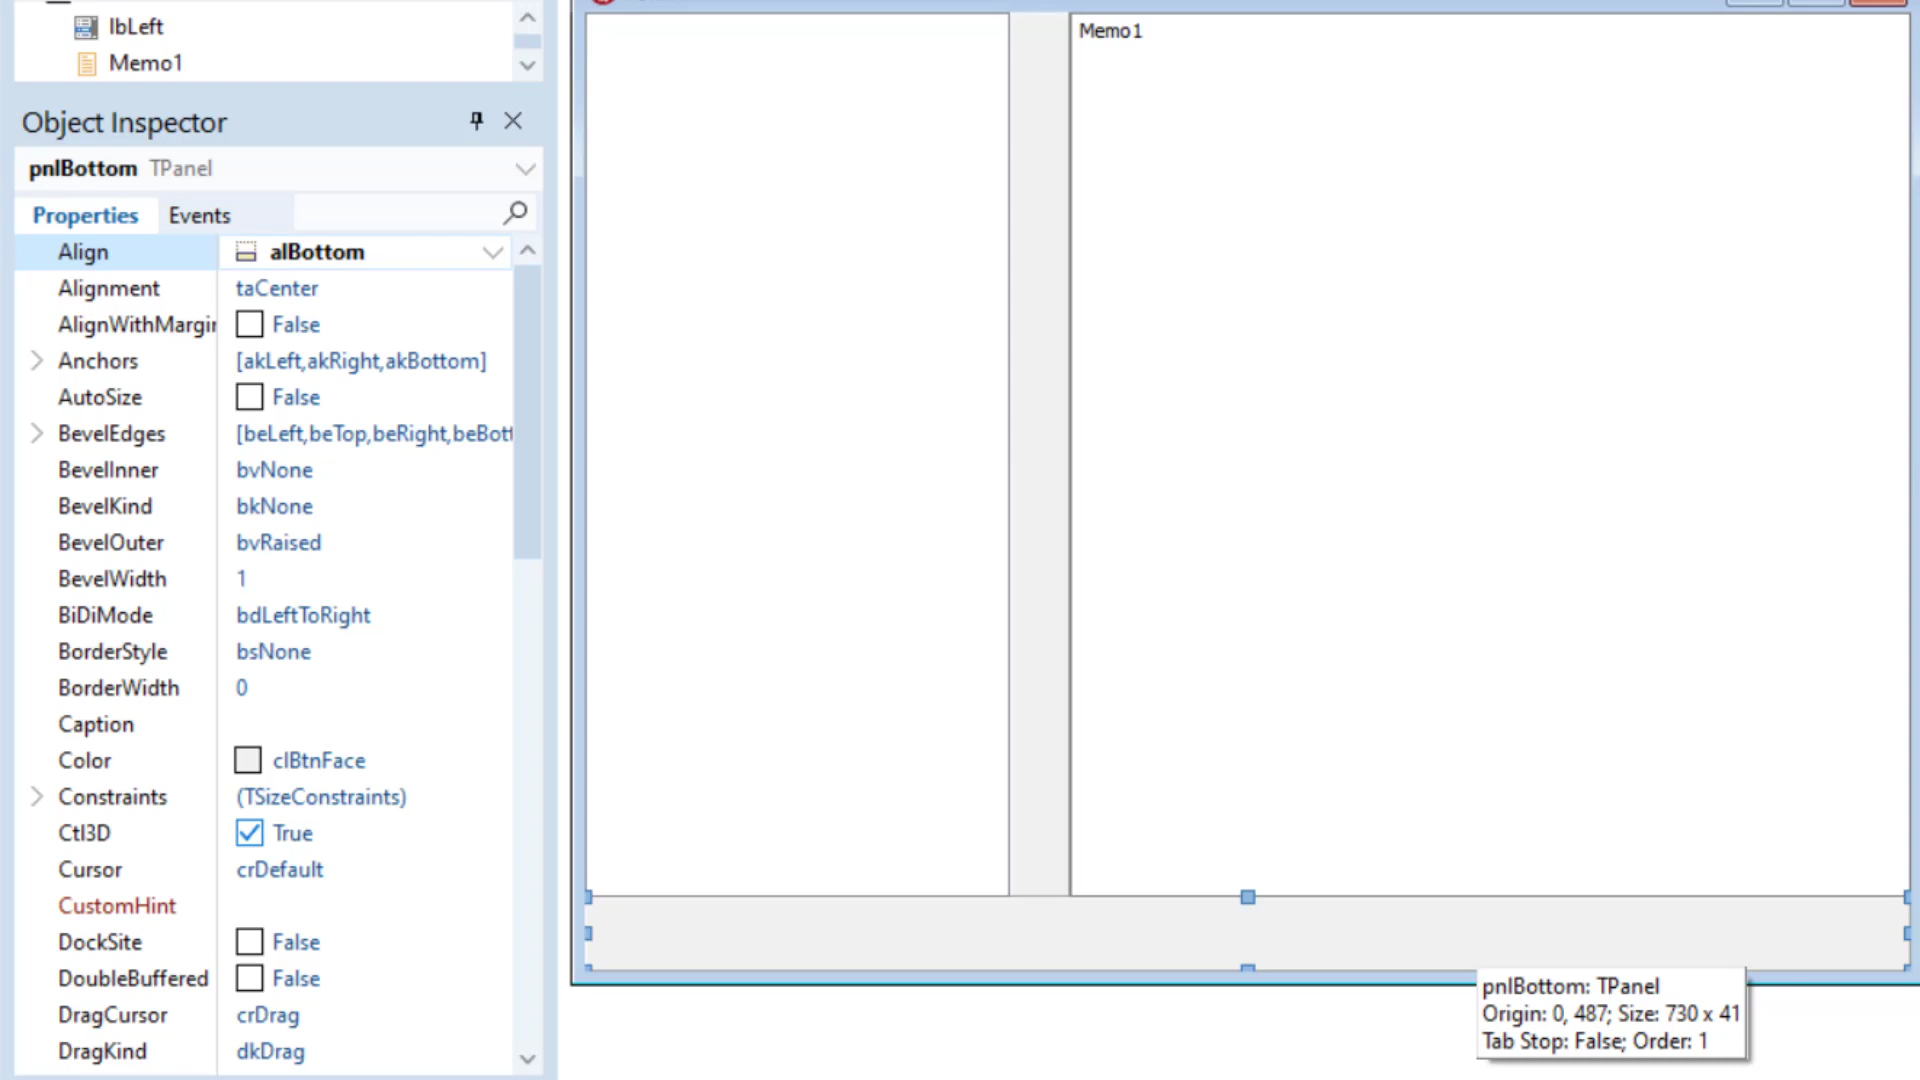 lbLeft
Memo1
Object Inspector
pnlBottom TPanel
Properties Events
Align alBottom
Alignment taCenter
AlignWithMargin False
Anchors [akLeft,akRight,akBottom]
AutoSize False
BevelEdges [beLeft,beTop,beRight,beBott
BevelInner bvNone
BevelKind bkNone
BevelOuter bvRaised
BevelWidth 1
BiDiMode bdLeftToRight
BorderStyle bsNone
BorderWidth 0
Caption
Color clBtnFace
Constraints (TSizeConstraints)
Ctl3D True
Cursor crDefault
CustomHint
DockSite False
DoubleBuffered False
DragCursor crDrag
DragKind dkDrag
Memo1
pnlBottom: TPanel
Origin: 0, 487; Size: 730 x 41
Tab Stop: False; Order: 1